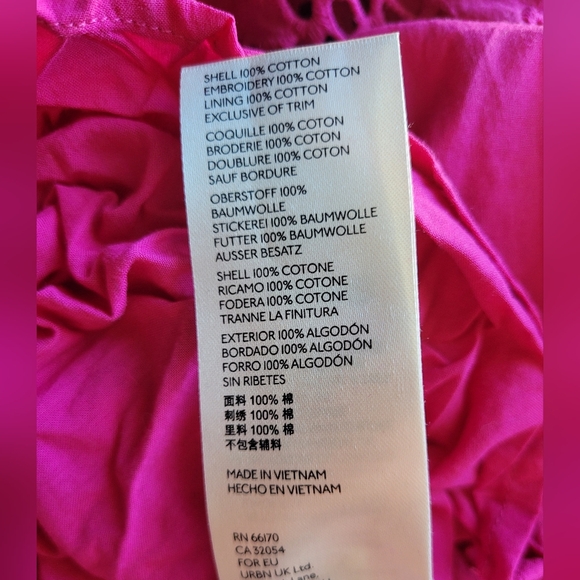 SHELL 100% COTTON
EMBROIDERY 100% COTTON
LINING 100% COTTON
EXCLUSIVE OF TRIM
COQUILLE 100% COTON
BRODERIE 100% COTON
DOUBLURE 100% COTON
SAUF BORDURE
OBERSTOFF 100%
BAUMWOLLE
STICKEREI 100% BAUMWOLLE
FUTTER 100% BAUMWOLLE
AUSSER BESATZ
SHELL 100% COTONE
RICAMO 100% COTONE
FODERA 100% COTONE
TRANNE LA FINITURA
EXTERIOR 100% ALGODÓN
BORDADO 100% ALGODÓN
FORRO 100% ALGODÓN
SIN RIBETES
面料 100% 棉
刺绣 100% 棉
里料 100% 棉
不包含辅料
MADE IN VIETNAM
HECHO EN VIETNAM
RN 66170
CA 32054
FOR EU
URBN UK Ltd
Lane,